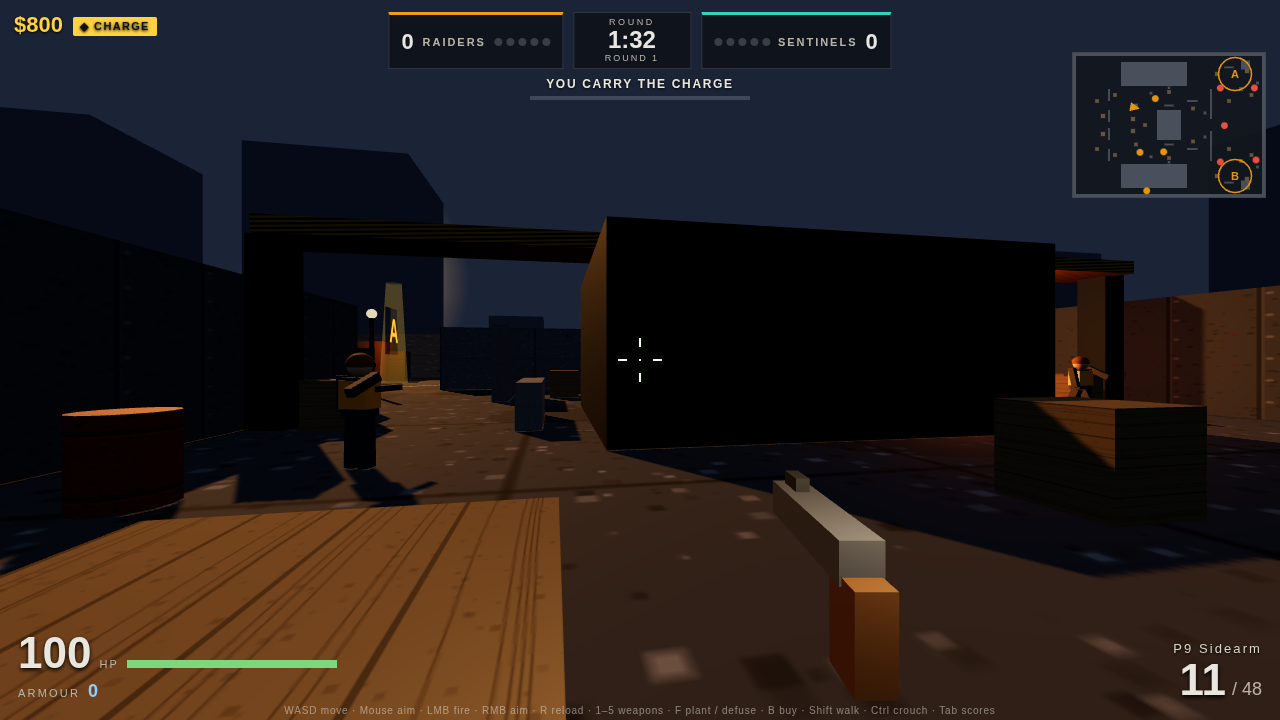 $800 ◆ CHARGE
0 RAIDERS
ROUND
1:32
ROUND 1
SENTINELS 0
YOU CARRY THE CHARGE
A
B
A
100 HP
ARMOUR 0
P9 Sidearm
11 / 48
WASD move · Mouse aim · LMB fire · RMB aim · R reload · 1–5 weapons · F plant / defuse · B buy · Shift walk · Ctrl crouch · Tab scores